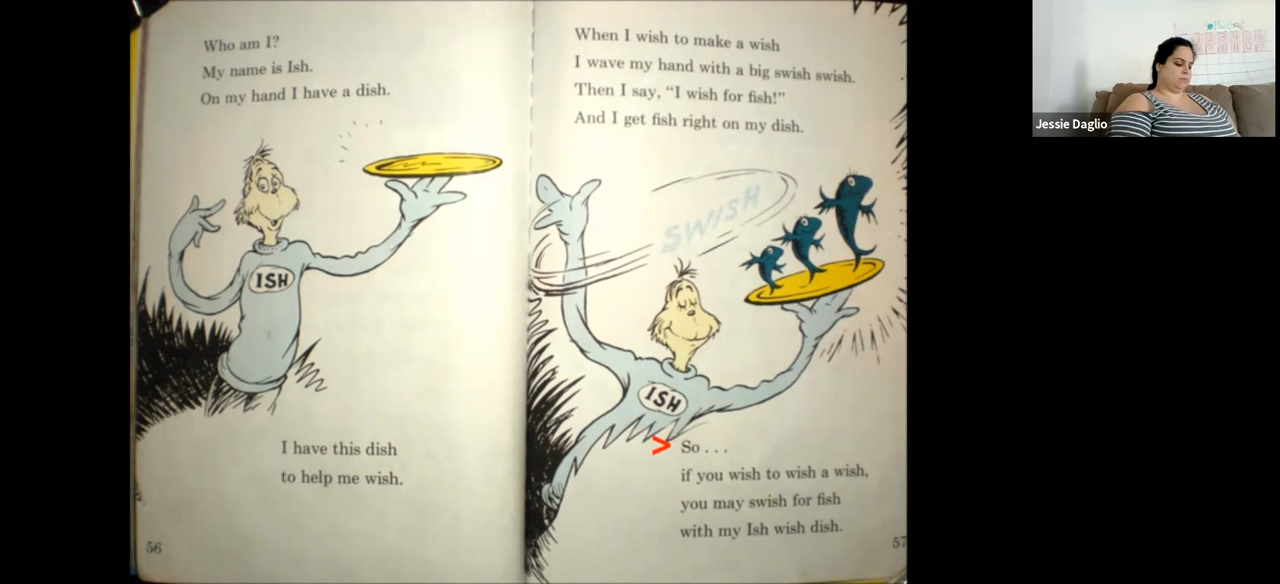 Who am I?
My name is Ish.
On my hand I have a dish.
ISH
I have this dish
to help me wish.
56
When I wish to make a wish
I wave my hand with a big swish swish.
Then I say, "I wish for fish!"
And I get fish right on my dish.
SWISH
ISH
> So . . .
if you wish to wish a wish,
you may swish for fish
with my Ish wish dish.
57
Jessie Daglio